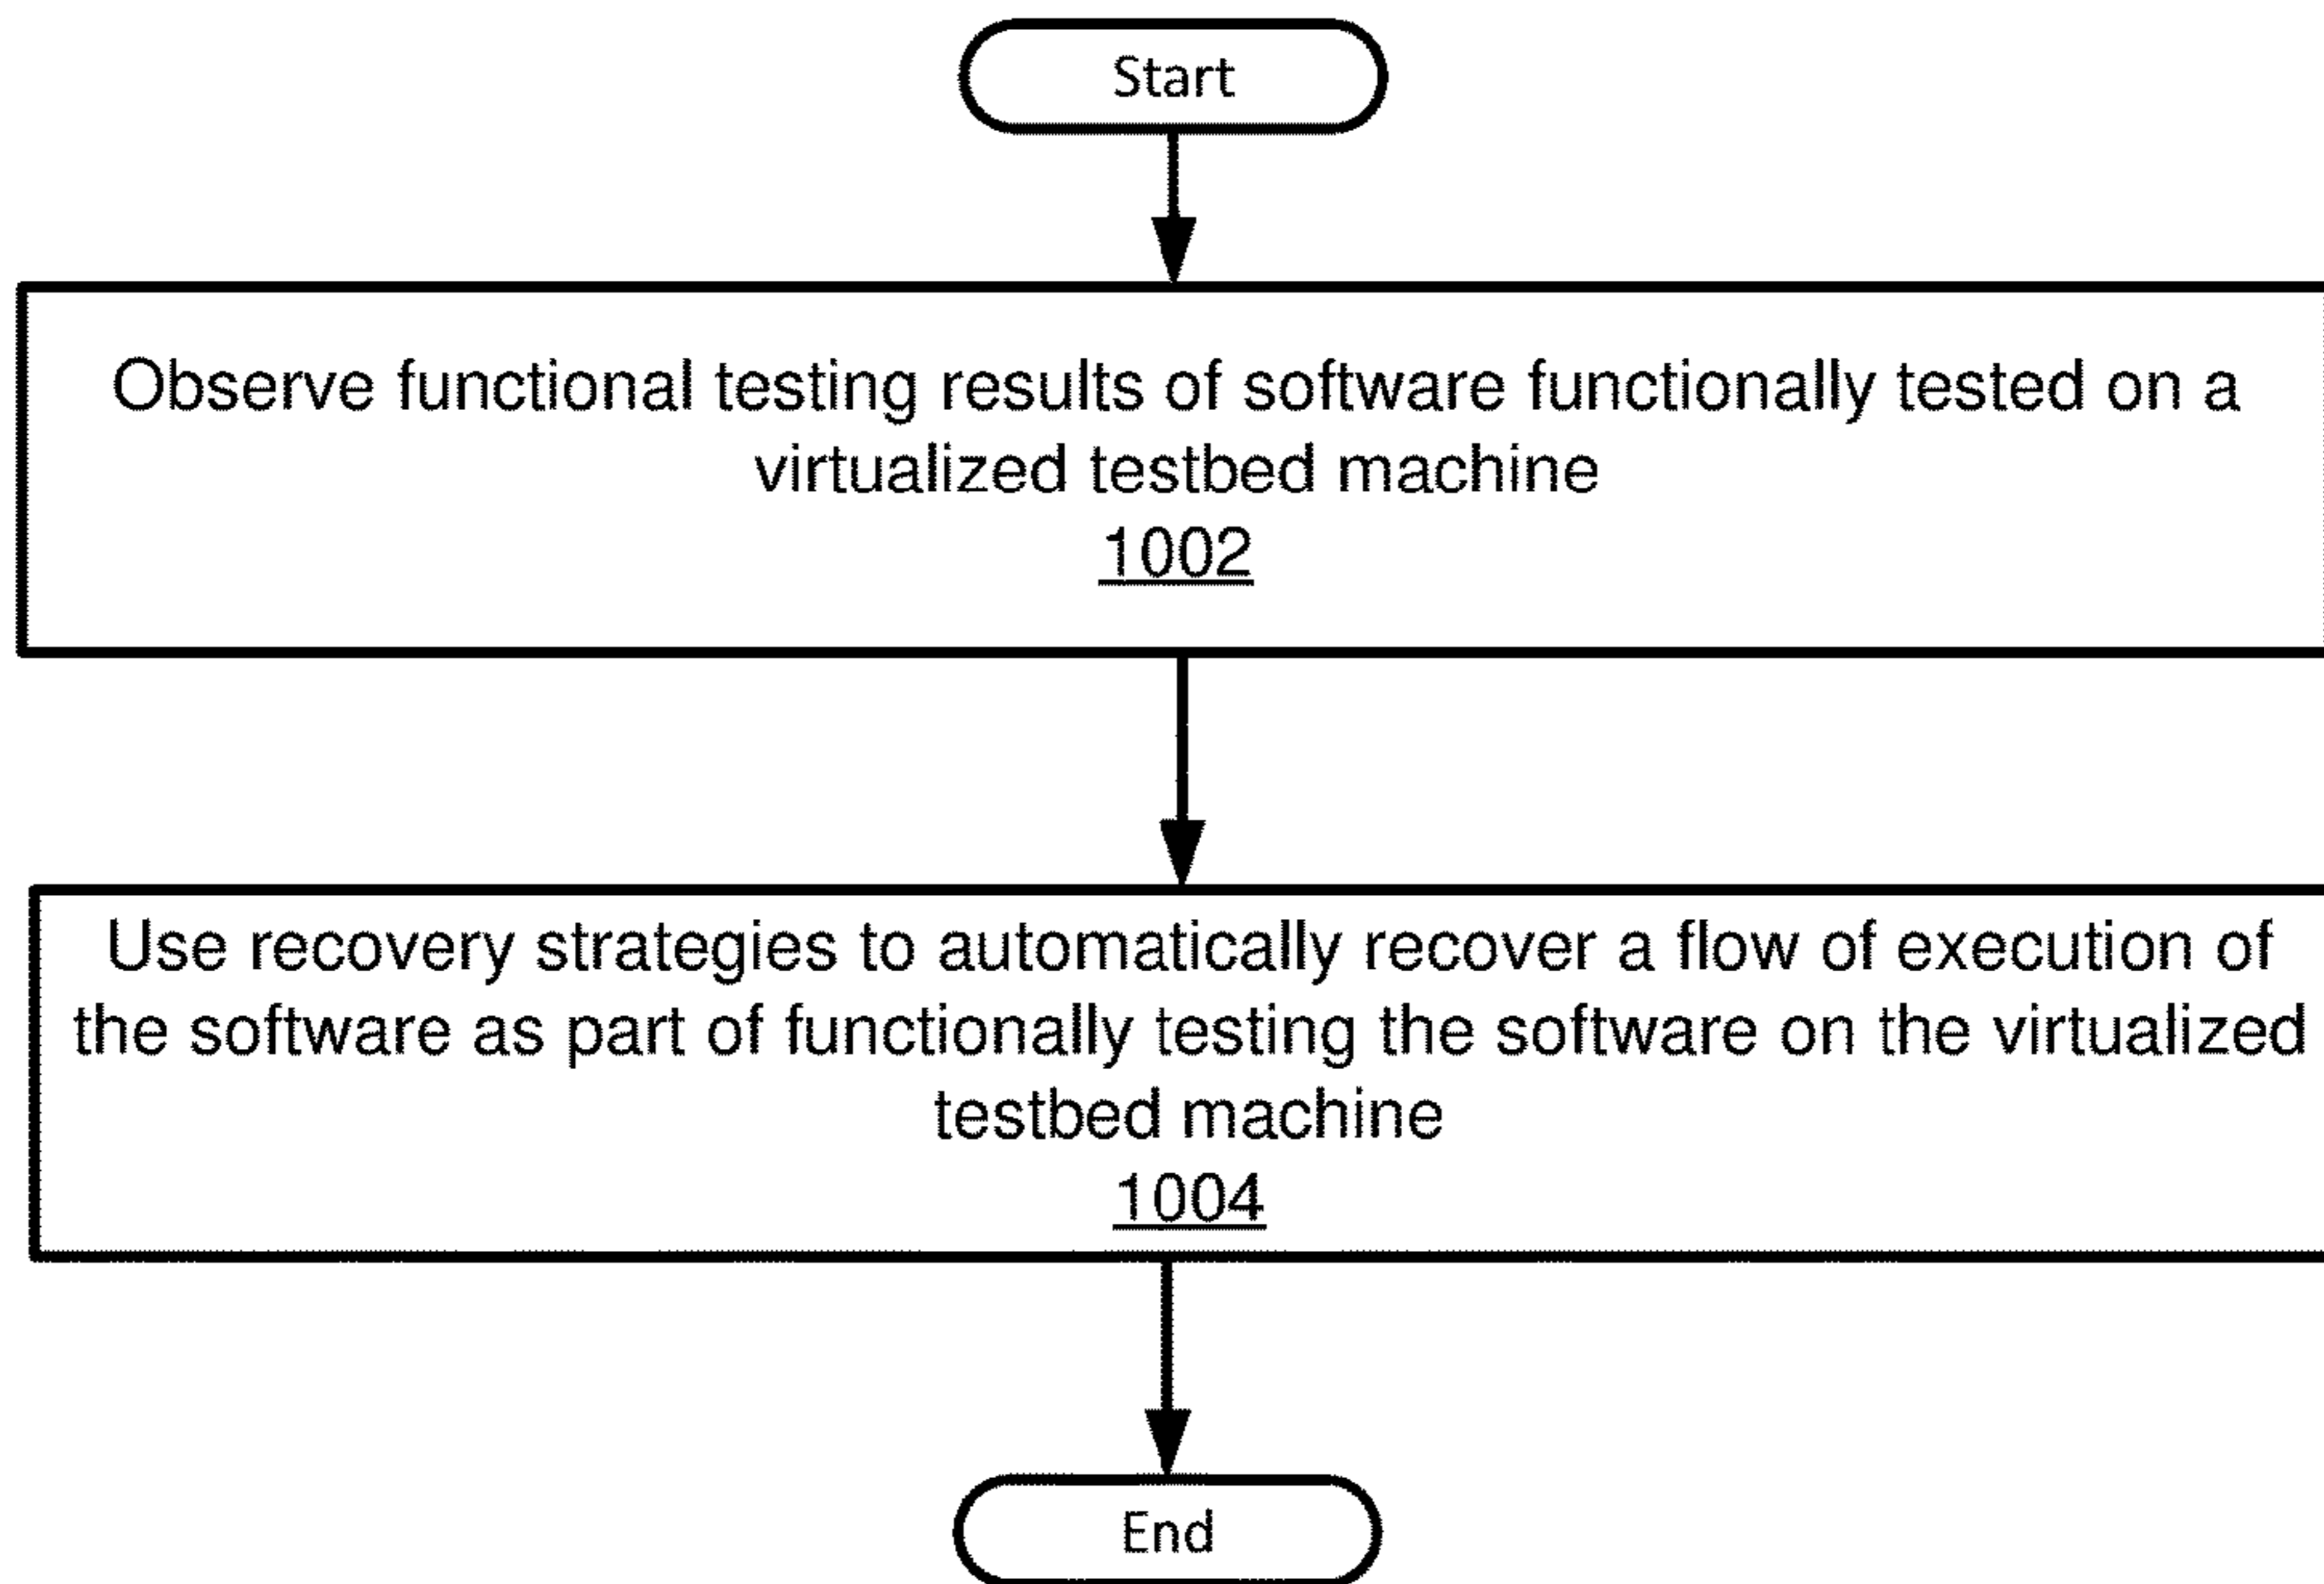 Start
Observe functional testing results of software functionally tested on a
virtualized testbed machine
1002
Use recovery strategies to automatically recover a flow of execution of
the software as part of functionally testing the software on the virtualized
testbed machine
1004
End